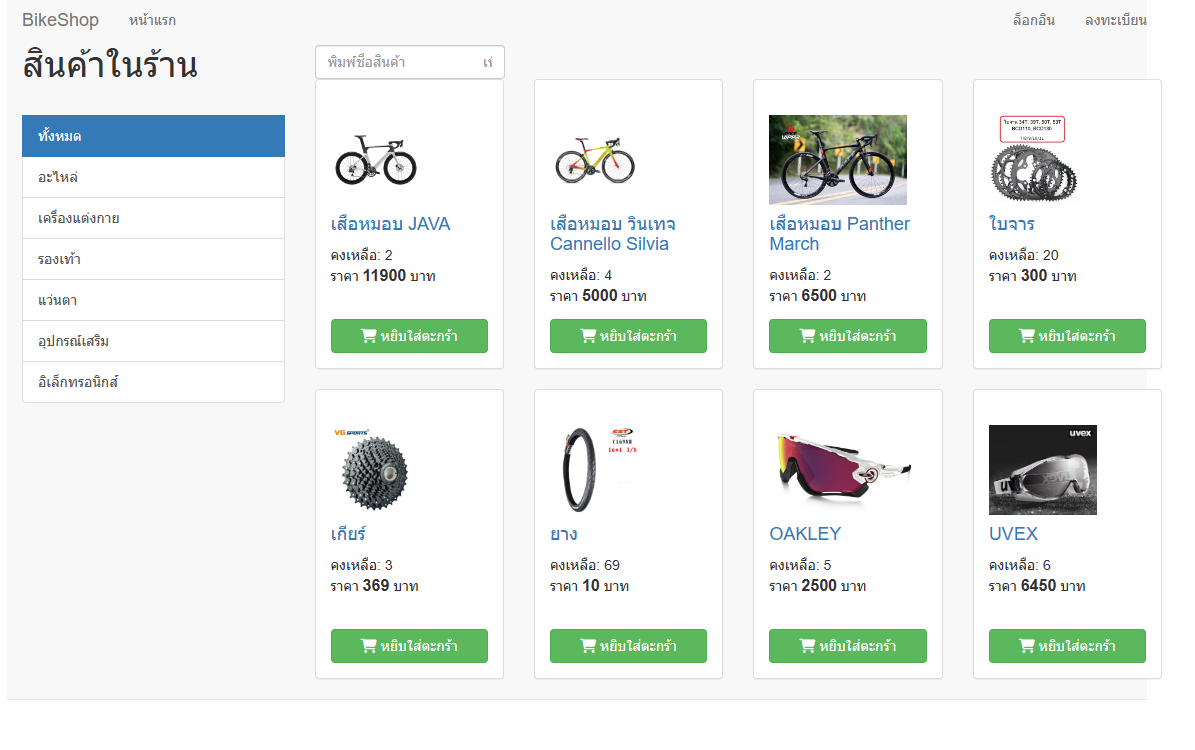 BikeShop หน้าแรก ล็อกอิน ลงทะเบียน
สินค้าในร้าน
พิมพ์ชื่อสินค้า
ทั้งหมด
อะไหล่
เครื่องแต่งกาย
รองเท้า
แว่นตา
อุปกรณ์เสริม
อิเล็กทรอนิกส์
เสือหมอบ JAVA
คงเหลือ: 2
ราคา 11900 บาท
หยิบใส่ตะกร้า
เสือหมอบ วินเทจ
Cannello Silvia
คงเหลือ: 4
ราคา 5000 บาท
หยิบใส่ตะกร้า
เสือหมอบ Panther
March
คงเหลือ: 2
ราคา 6500 บาท
หยิบใส่ตะกร้า
ใบจาน 34T, 39T, 50T, 53T
BCD110, BCD130
ใบจาร
คงเหลือ: 20
ราคา 300 บาท
หยิบใส่ตะกร้า
VG SPORTS
เกียร์
คงเหลือ: 3
ราคา 369 บาท
หยิบใส่ตะกร้า
CST
ยาง
คงเหลือ: 69
ราคา 10 บาท
หยิบใส่ตะกร้า
OAKLEY
คงเหลือ: 5
ราคา 2500 บาท
หยิบใส่ตะกร้า
uvex
UVEX
คงเหลือ: 6
ราคา 6450 บาท
หยิบใส่ตะกร้า